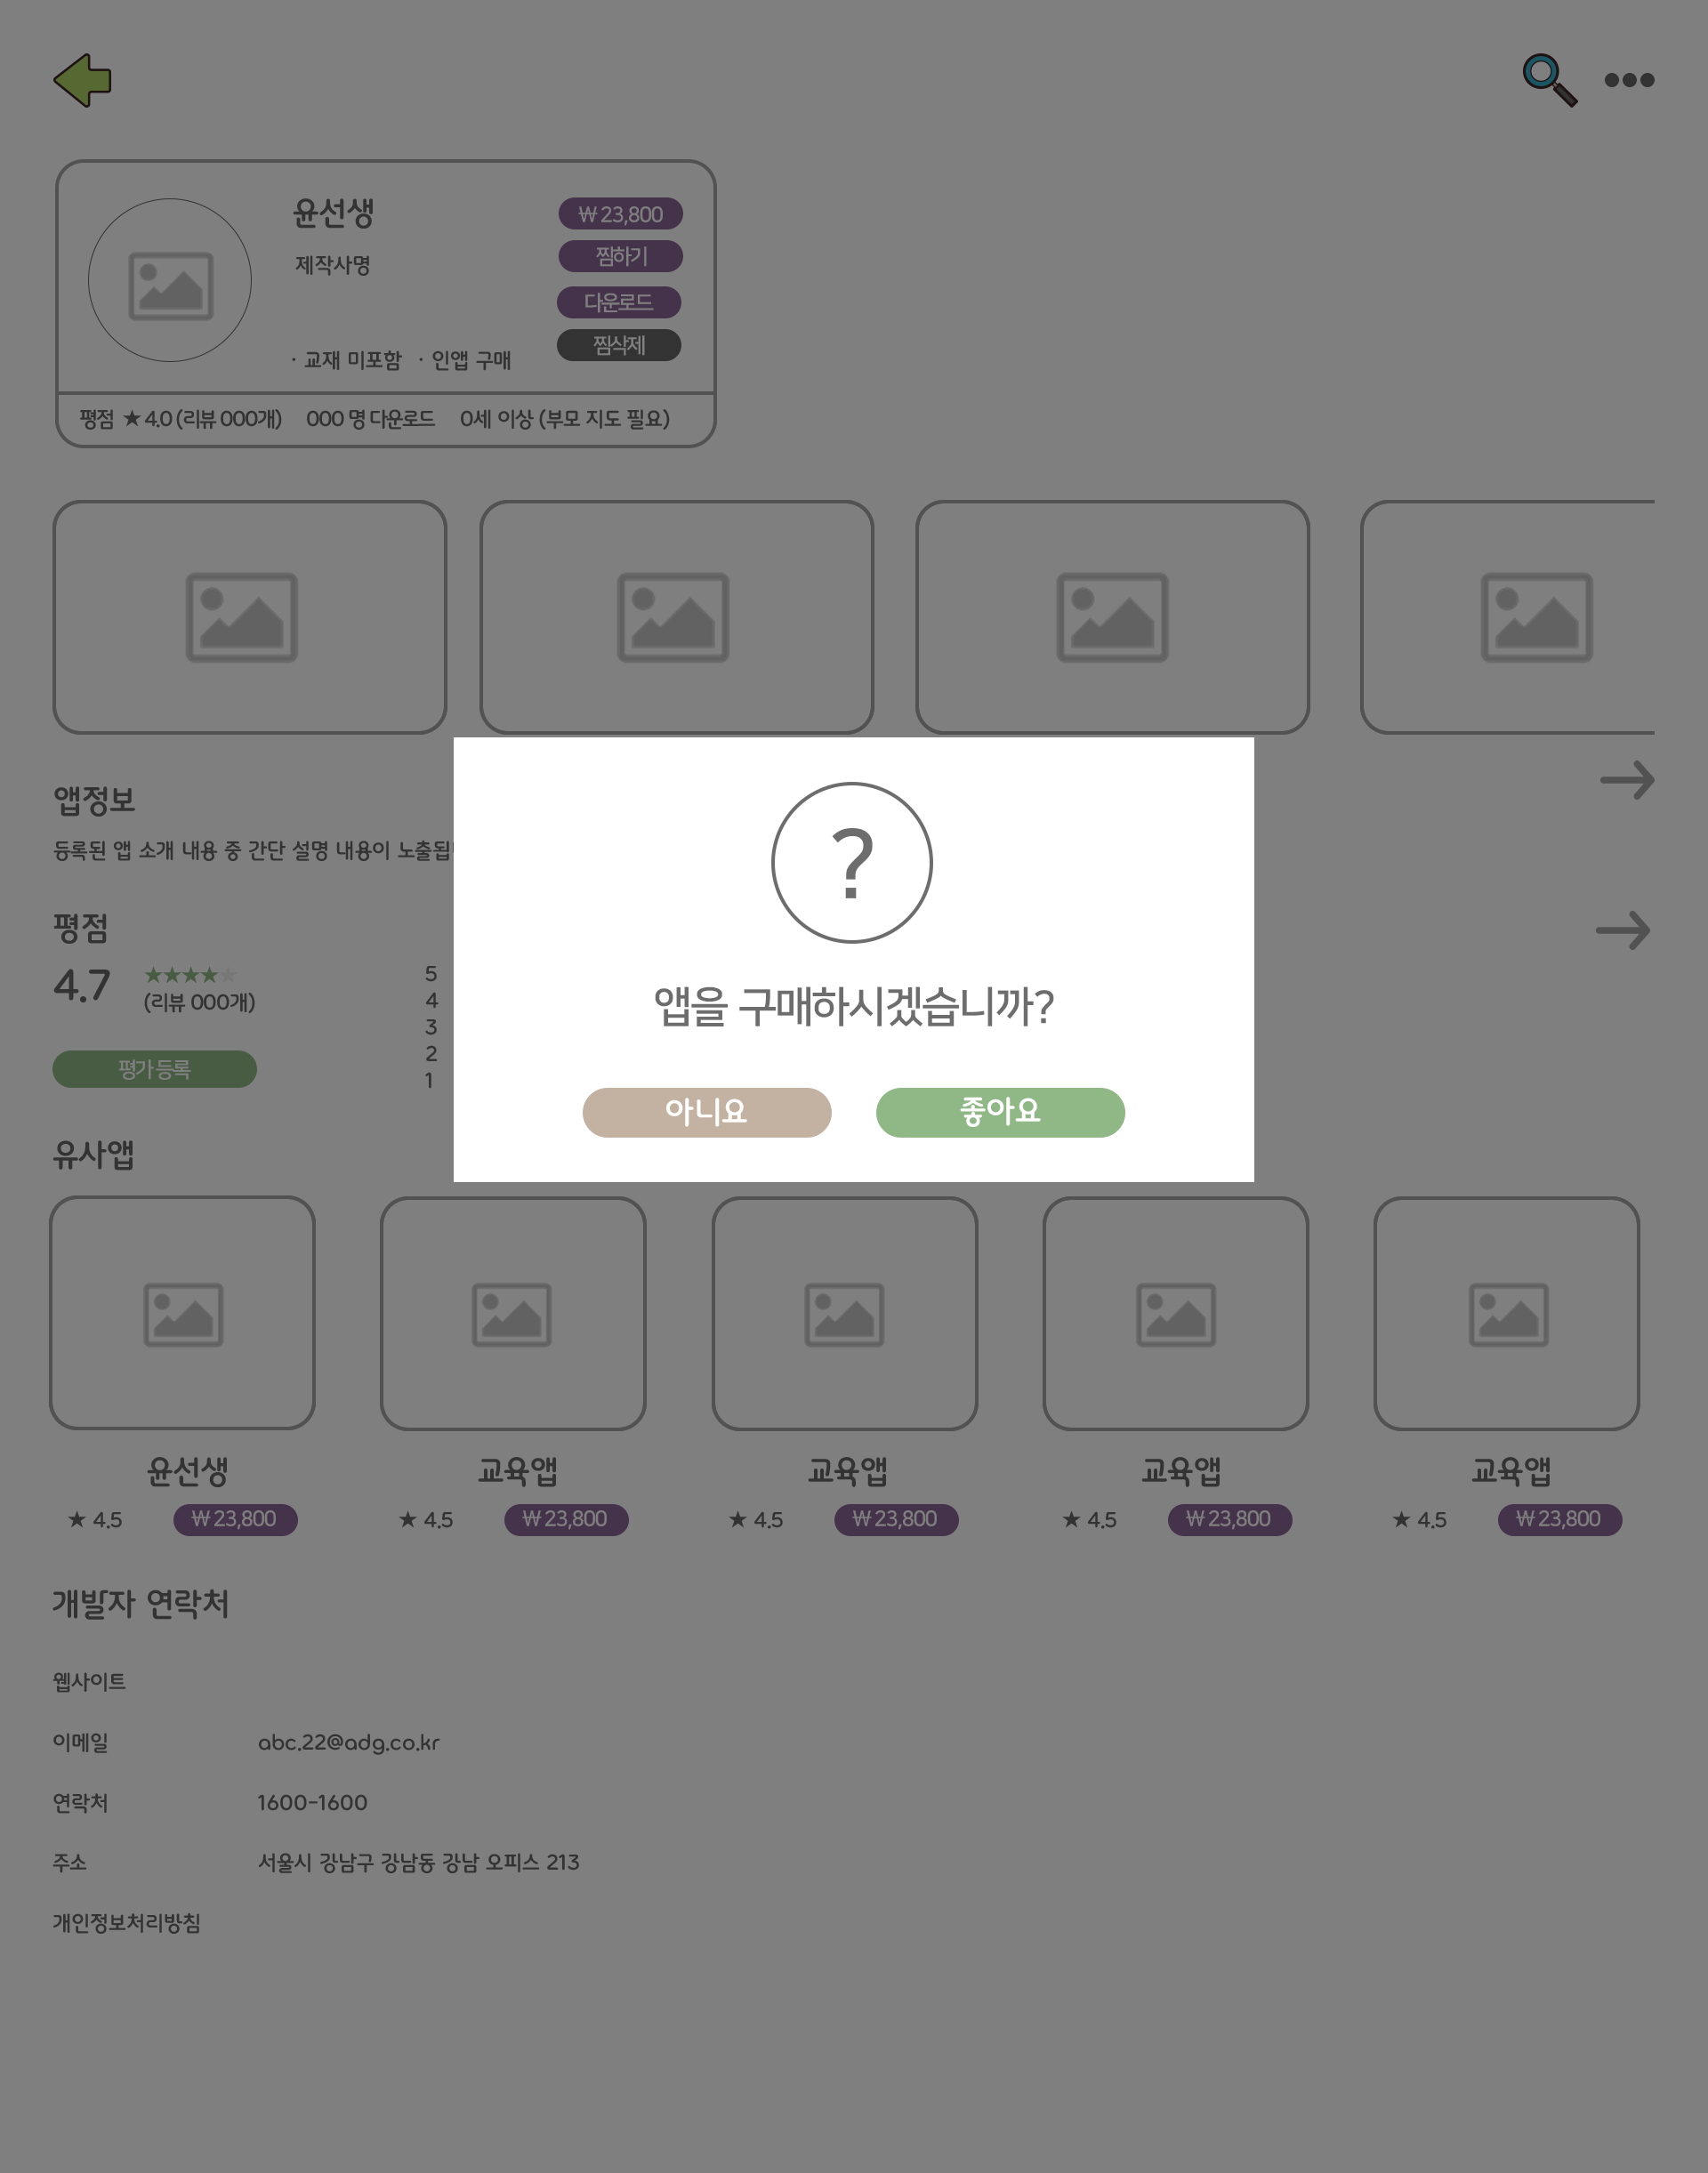 윤선생
₩ 23,800
제작사명
찜하기
다운로드
찜삭제
· 교재 미포함 · 인앱 구매
평점 ★ 4.0 (리뷰 000개) 000 명 다운로드 0세 이상 (부모 지도 필요)
앱정보
등록된 앱 소개 내용 중 간단 설명 내용이 노출됩
평점
4.7
★★★★★
(리뷰 000개)
평가 등록
5
4
3
2
1
?
앱을 구매하시겠습니까?
아니요 좋아요
유사앱
윤선생 교육앱 교육앱 교육앱 교육앱
★ 4.5 ₩ 23,800 ★ 4.5 ₩ 23,800 ★ 4.5 ₩ 23,800 ★ 4.5 ₩ 23,800 ★ 4.5 ₩ 23,800
개발자 연락처
웹사이트
이메일 abc.22@adg.co.kr
연락처 1600-1600
주소 서울시 강남구 강남동 강남 오피스 213
개인정보처리방침